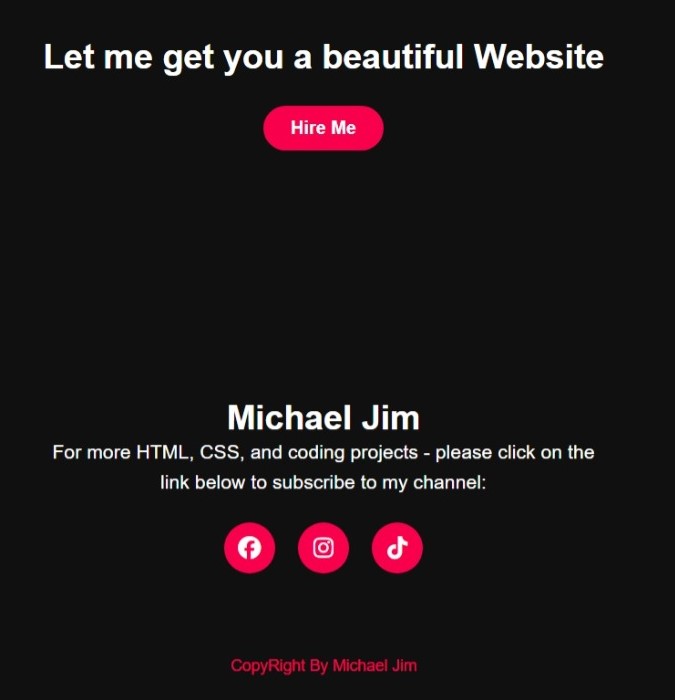 Let me get you a beautiful Website
Hire Me
Michael Jim
For more HTML, CSS, and coding projects - please click on the
link below to subscribe to my channel:
CopyRight By Michael Jim